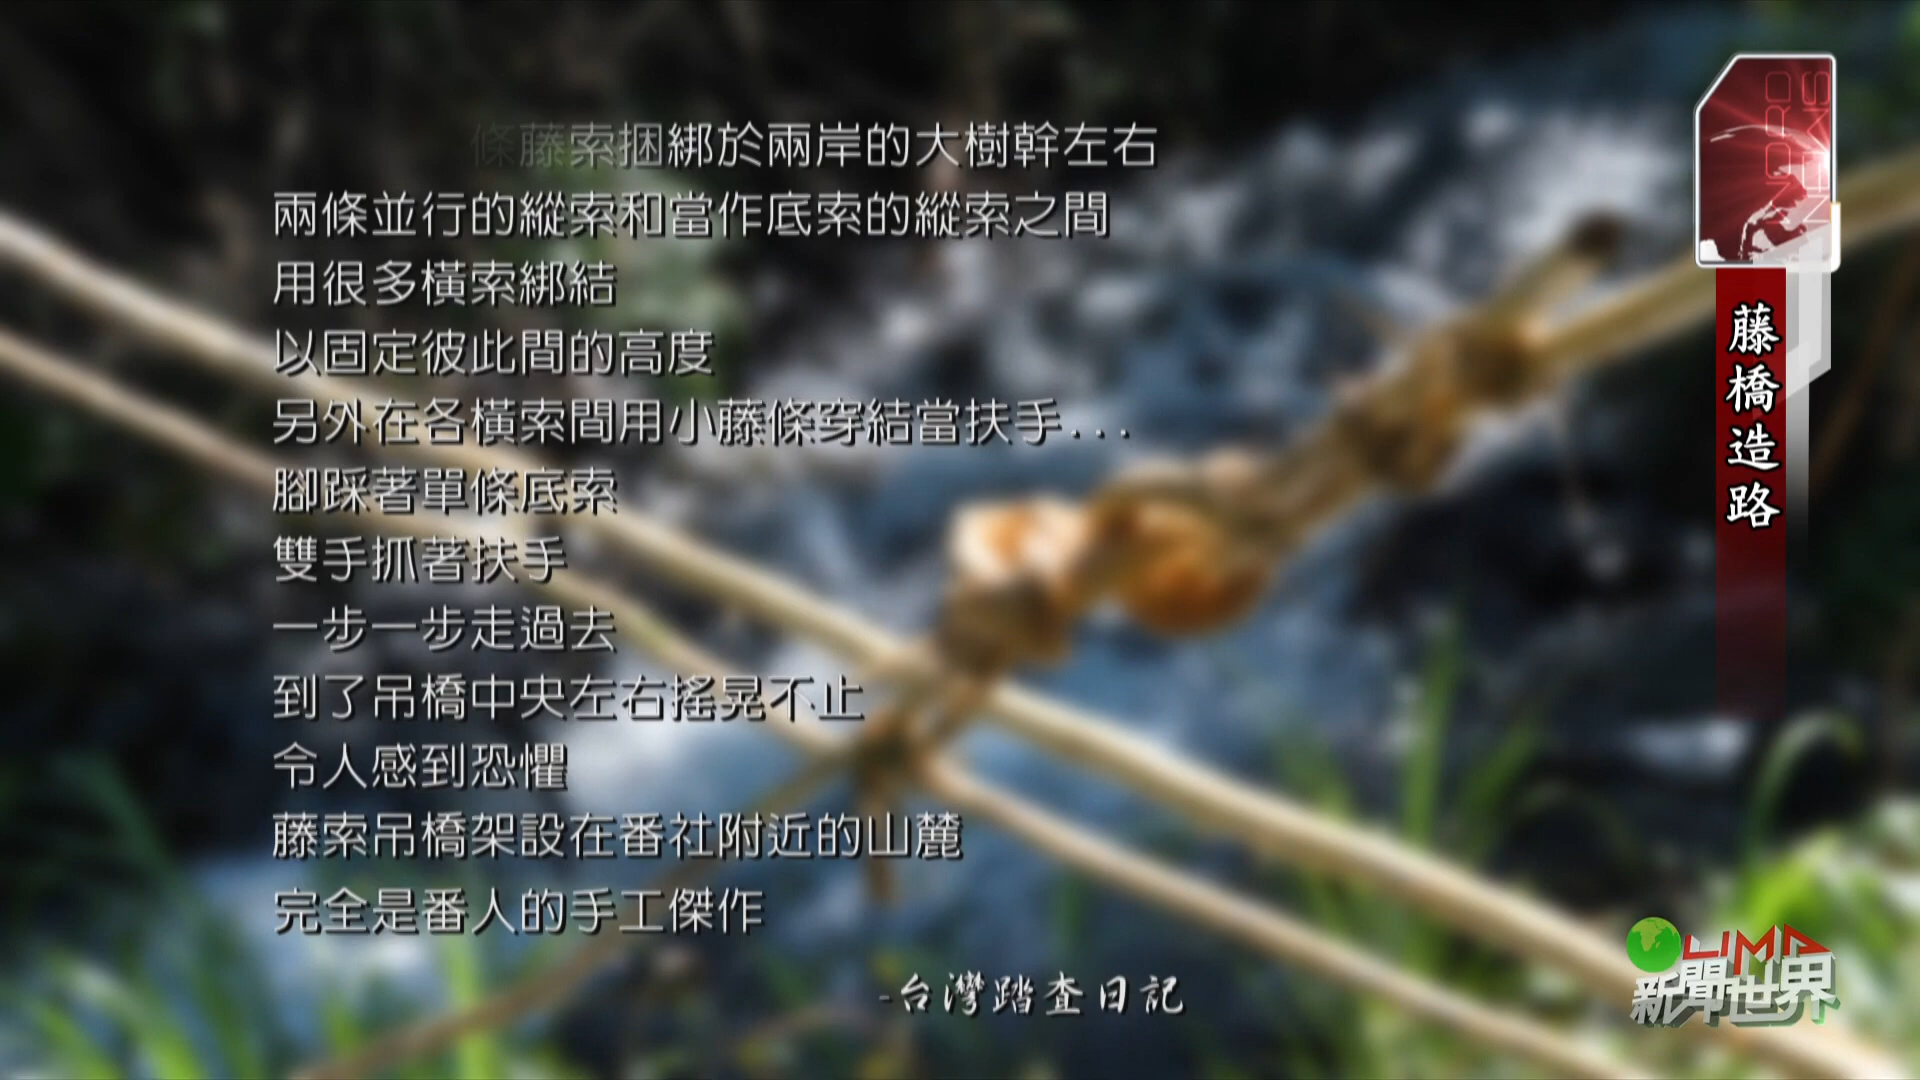 條藤索捆綁於兩岸的大樹幹左右
兩條並行的縱索和當作底索的縱索之間
用很多橫索綁結
以固定彼此間的高度
另外在各橫索間用小藤條穿結當扶手...
腳踩著單條底索
雙手抓著扶手
一步一步走過去
到了吊橋中央左右搖晃不止
令人感到恐懼
藤索吊橋架設在番社附近的山麓
完全是番人的手工傑作
-台灣踏查日記
藤橋造路
LIMA
新聞世界